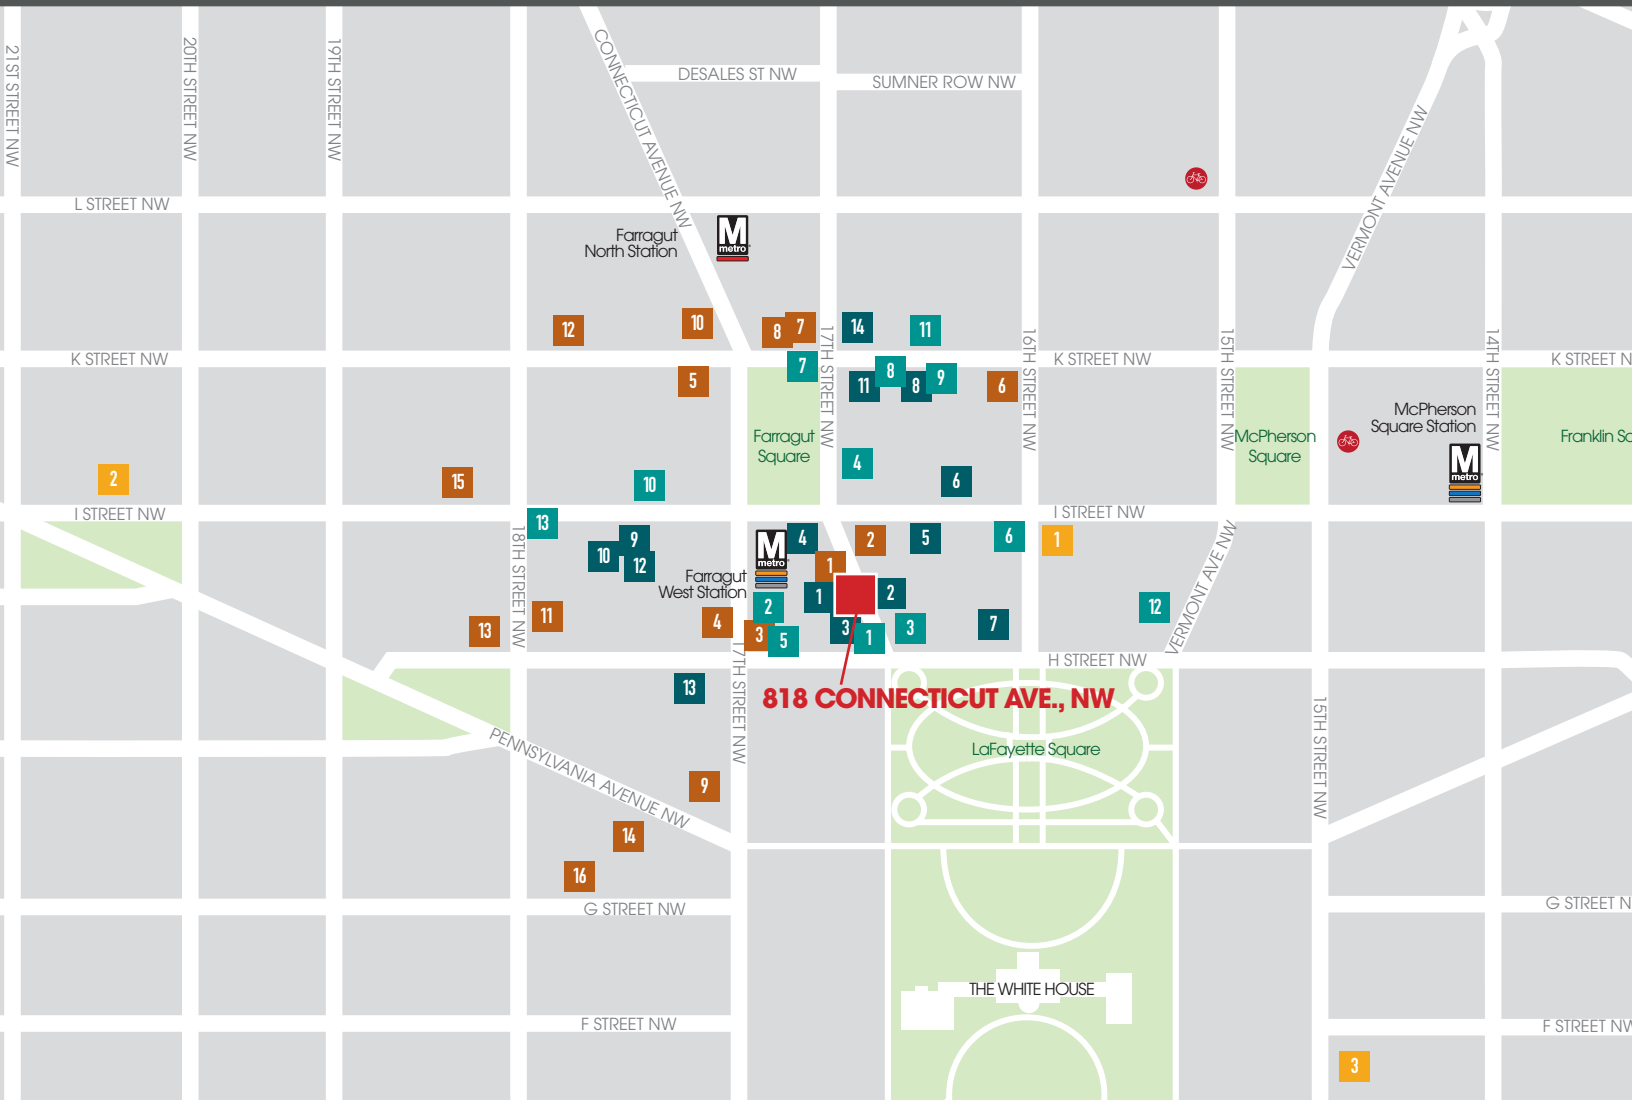 21ST STREET NW
20TH STREET NW
19TH STREET NW
CONNECTICUT AVENUE NW
DESALES ST NW
SUMNER ROW NW
VERMONT AVENUE NW
L STREET NW
Farragut
North Station
M
metro
12
10
8
7
14
11
17TH STREET NW
16TH STREET NW
15TH STREET NW
14TH STREET NW
K STREET NW
K STREET NW
K STREET N
7
5
11
8
8
9
6
McPherson
Square Station
M
metro
Farragut
Square
McPherson
Square
Franklin Sc
4
2
15
10
6
I STREET NW
I STREET NW
13
18TH STREET NW
9
10
12
M
metro
Farragut
West Station
4
2
5
6
1
1
1
2
2
12
VERMONT AVE NW
13
11
4
3
5
3
1
3
7
H STREET NW
17TH STREET NW
13
818 CONNECTICUT AVE., NW
LaFayette Square
15TH STREET NW
PENNSYLVANIA AVENUE NW
9
14
16
G STREET NW
G STREET N
THE WHITE HOUSE
F STREET NW
F STREET NW
3